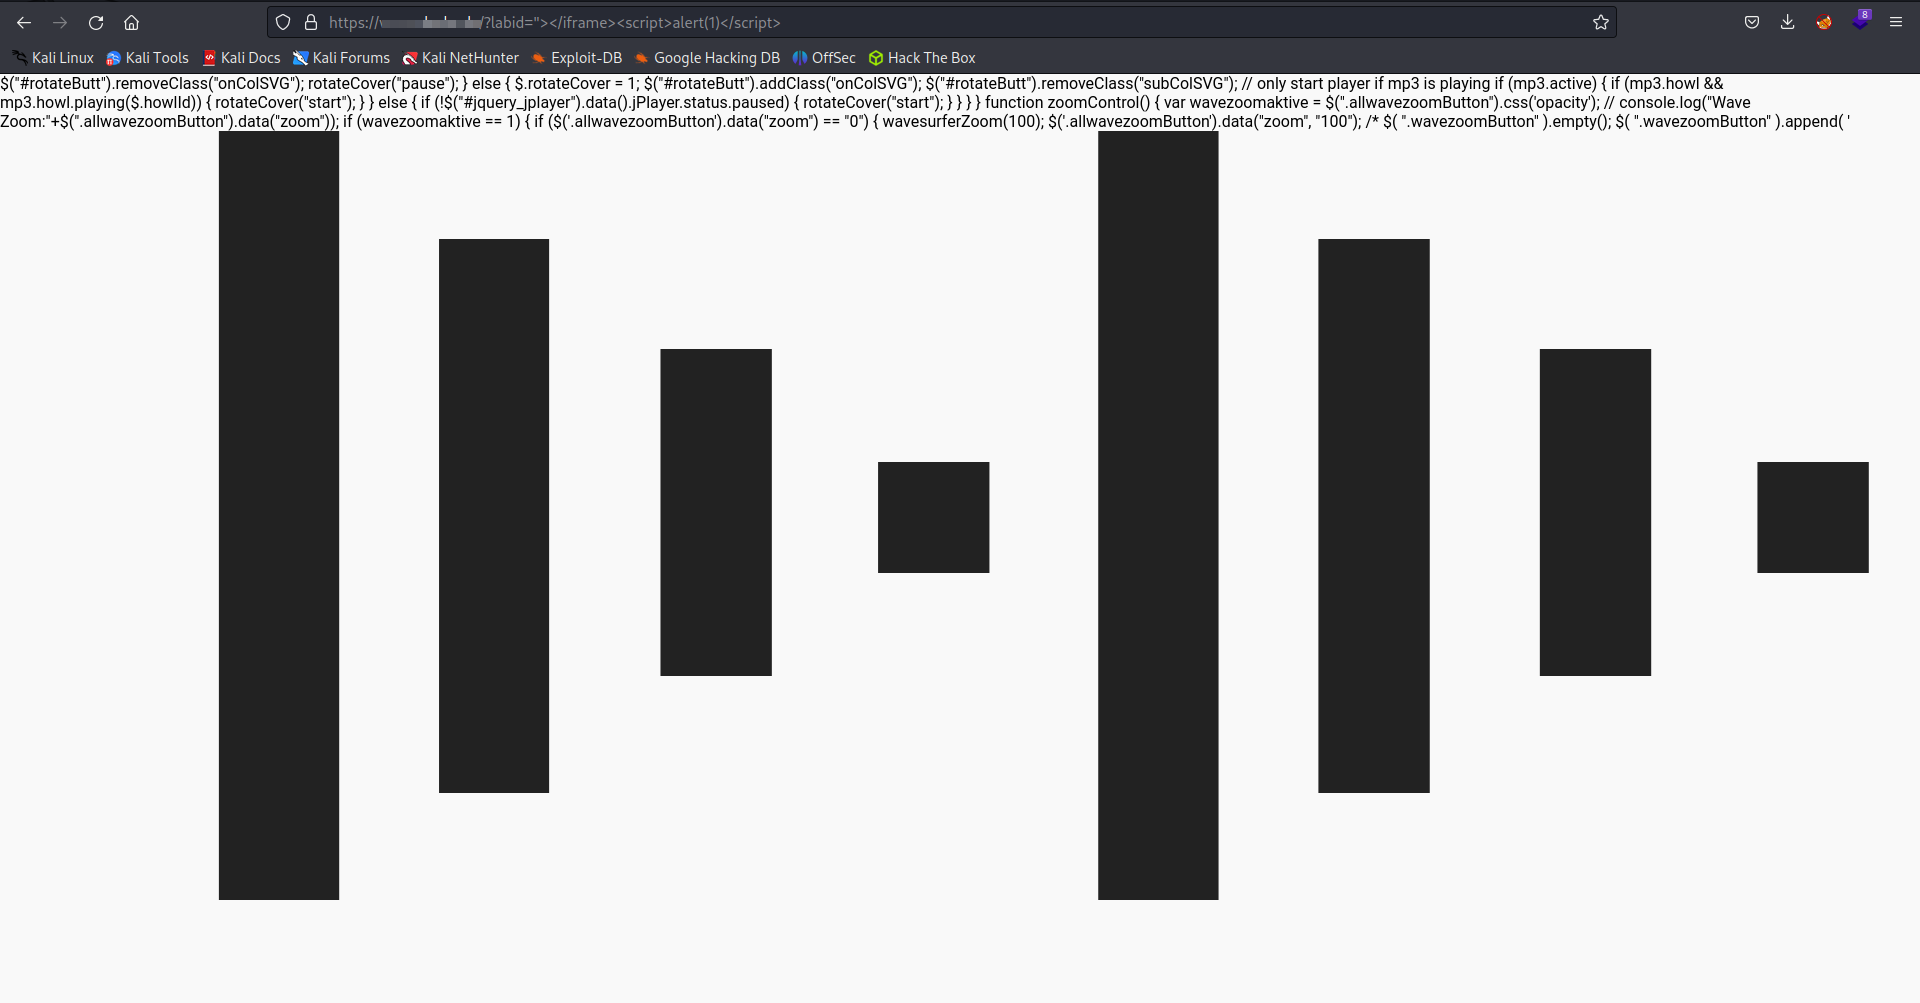 https:// /?labid="></iframe><script>alert(1)</script>
8
Kali Linux Kali Tools Kali Docs Kali Forums Kali NetHunter Exploit-DB Google Hacking DB OffSec Hack The Box
$("#rotateButt").removeClass("onColSVG"); rotateCover("pause"); } else { $.rotateCover = 1; $("#rotateButt").addClass("onColSVG"); $("#rotateButt").removeClass("subColSVG"); // only start player if mp3 is playing if (mp3.active) { if (mp3.howl &&
mp3.howl.playing($.howlId)) { rotateCover("start"); } } else { if (!$("#jquery_jplayer").data().jPlayer.status.paused) { rotateCover("start"); } } } } function zoomControl() { var wavezoomaktive = $(".allwavezoomButton").css('opacity'); // console.log("Wave
Zoom:"+$(".allwavezoomButton").data("zoom")); if (wavezoomaktive == 1) { if ($('.allwavezoomButton').data("zoom") == "0") { wavesurferZoom(100); $('.allwavezoomButton').data("zoom", "100"); /* $( ".wavezoomButton" ).empty(); $( ".wavezoomButton" ).append( '